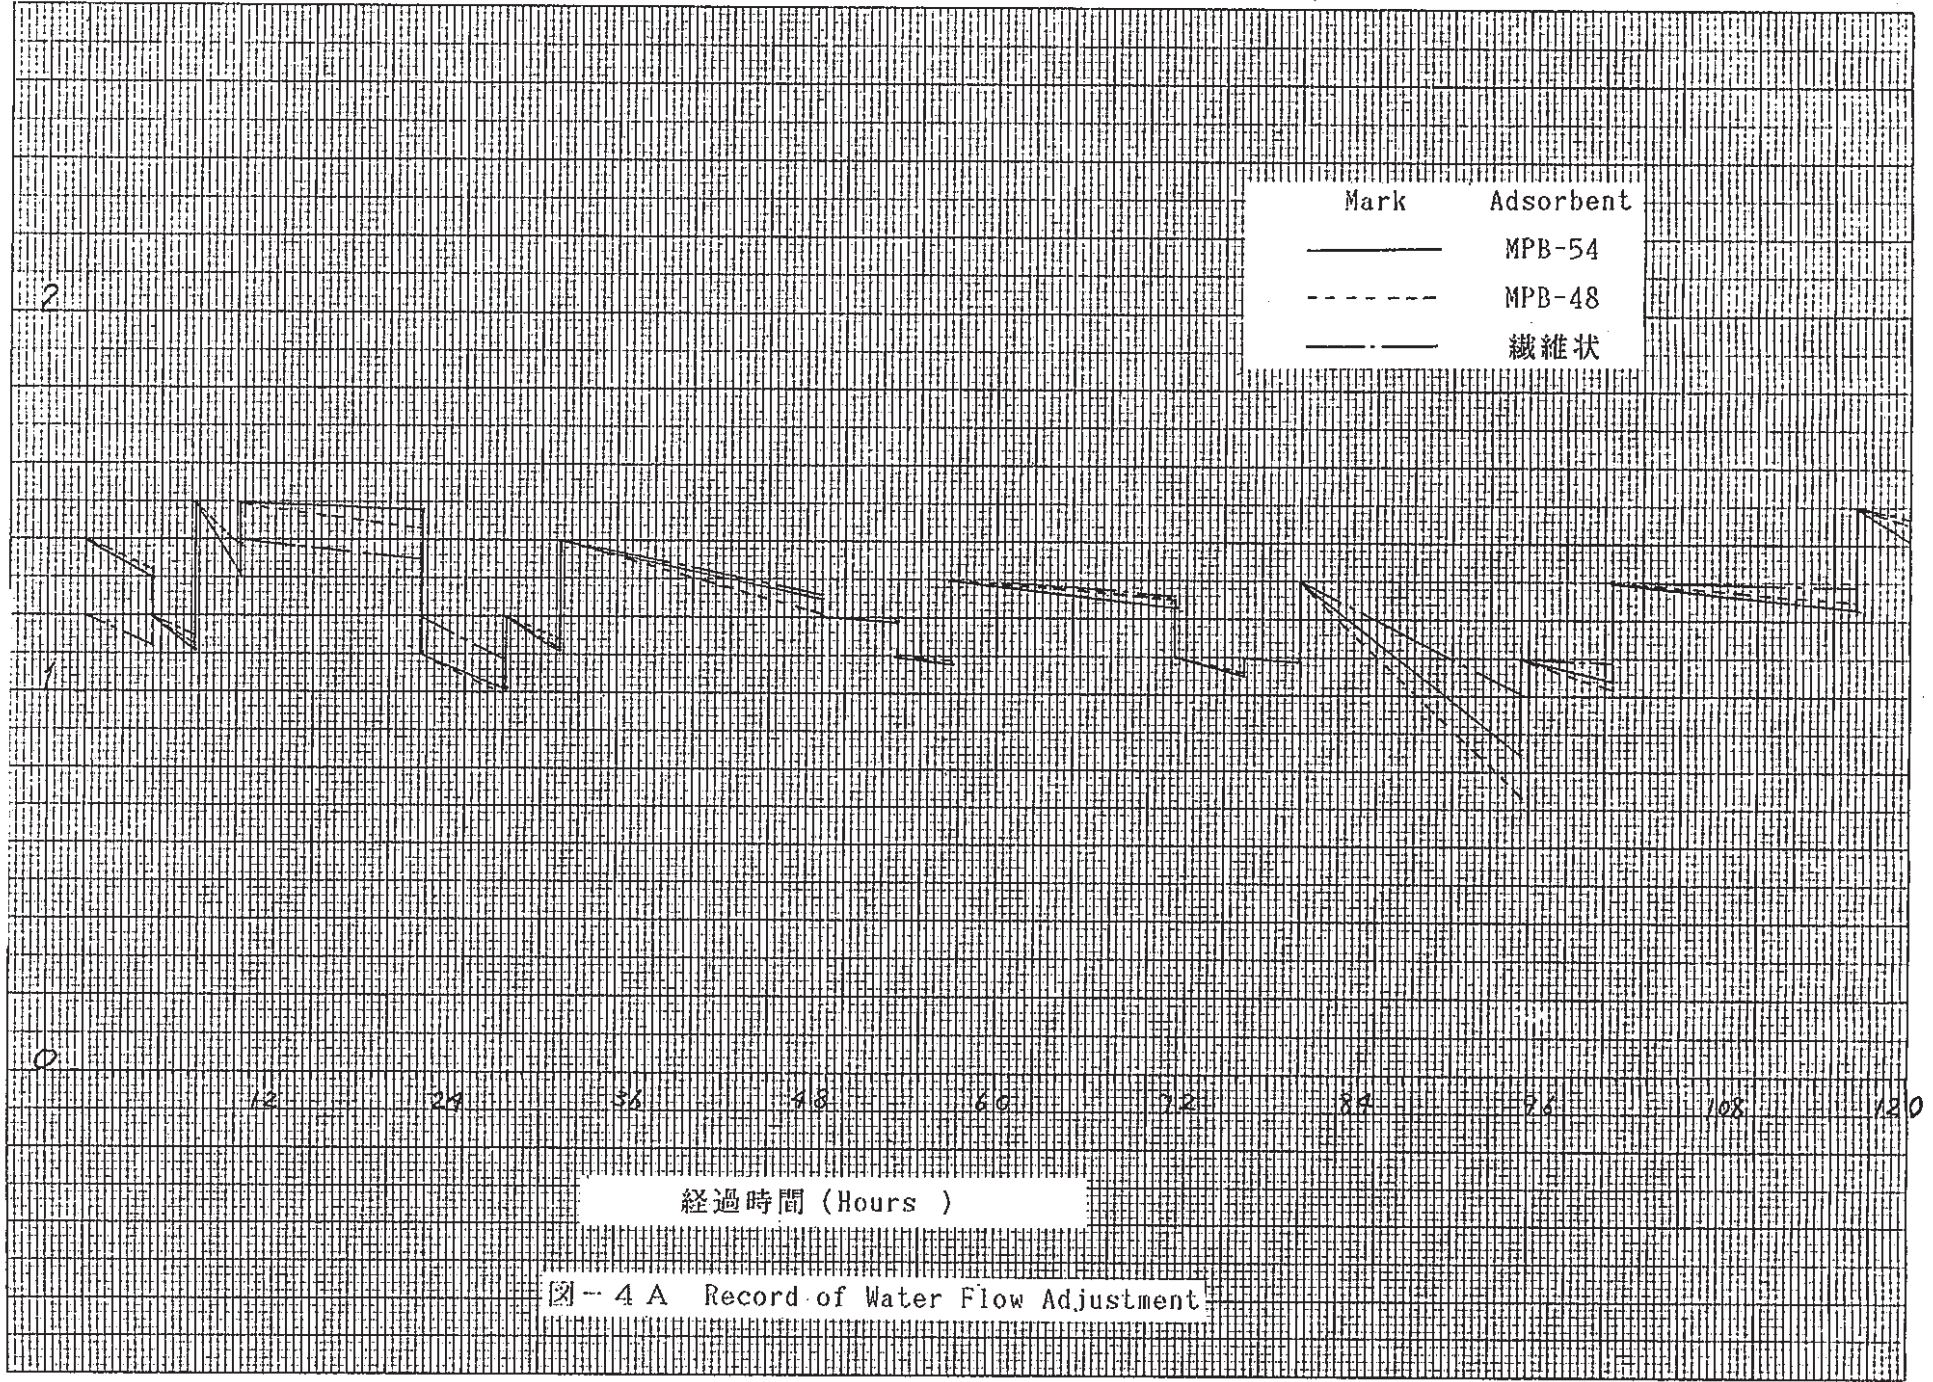 Mark Adsorbent
MPB-54
MPB-48
繊維状
2
1
0
12 24 36 48 60 72 84 96 108 120
経過時間 (Hours )
図-4A Record of Water Flow Adjustment